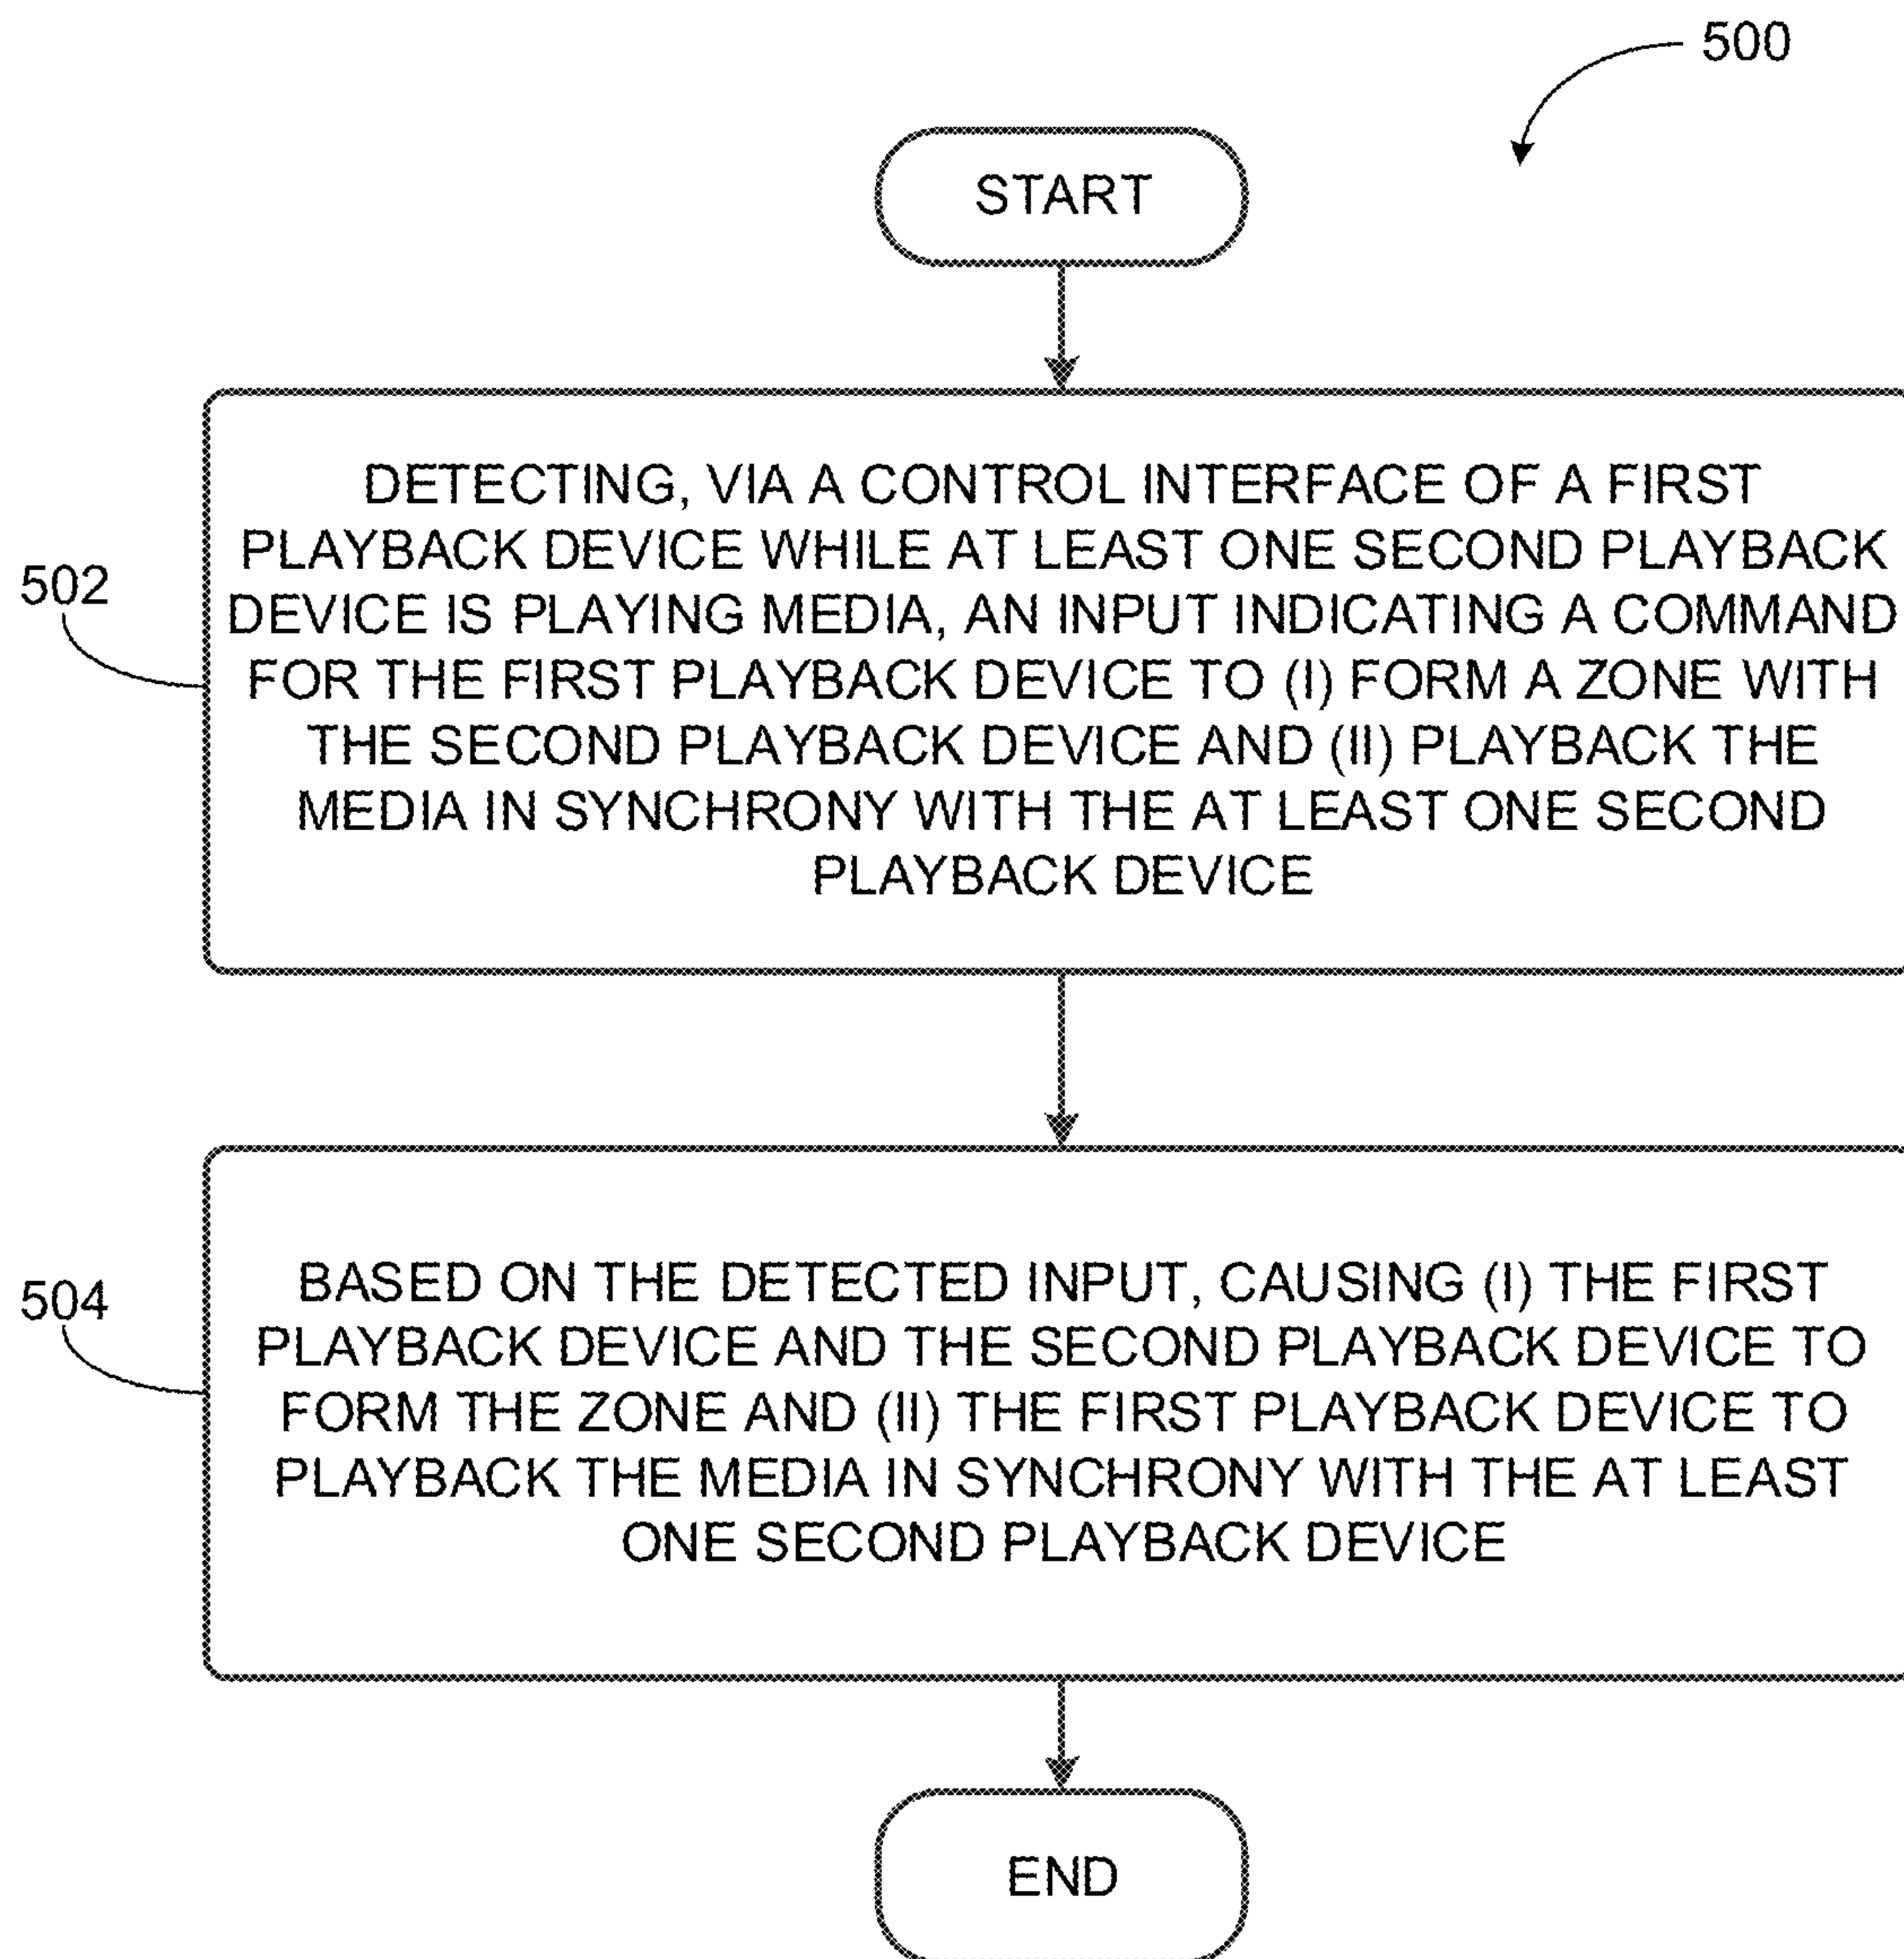 500
START
502
DETECTING, VIA A CONTROL INTERFACE OF A FIRST
PLAYBACK DEVICE WHILE AT LEAST ONE SECOND PLAYBACK
DEVICE IS PLAYING MEDIA, AN INPUT INDICATING A COMMAND
FOR THE FIRST PLAYBACK DEVICE TO (I) FORM A ZONE WITH
THE SECOND PLAYBACK DEVICE AND (II) PLAYBACK THE
MEDIA IN SYNCHRONY WITH THE AT LEAST ONE SECOND
PLAYBACK DEVICE
504
BASED ON THE DETECTED INPUT, CAUSING (I) THE FIRST
PLAYBACK DEVICE AND THE SECOND PLAYBACK DEVICE TO
FORM THE ZONE AND (II) THE FIRST PLAYBACK DEVICE TO
PLAYBACK THE MEDIA IN SYNCHRONY WITH THE AT LEAST
ONE SECOND PLAYBACK DEVICE
END